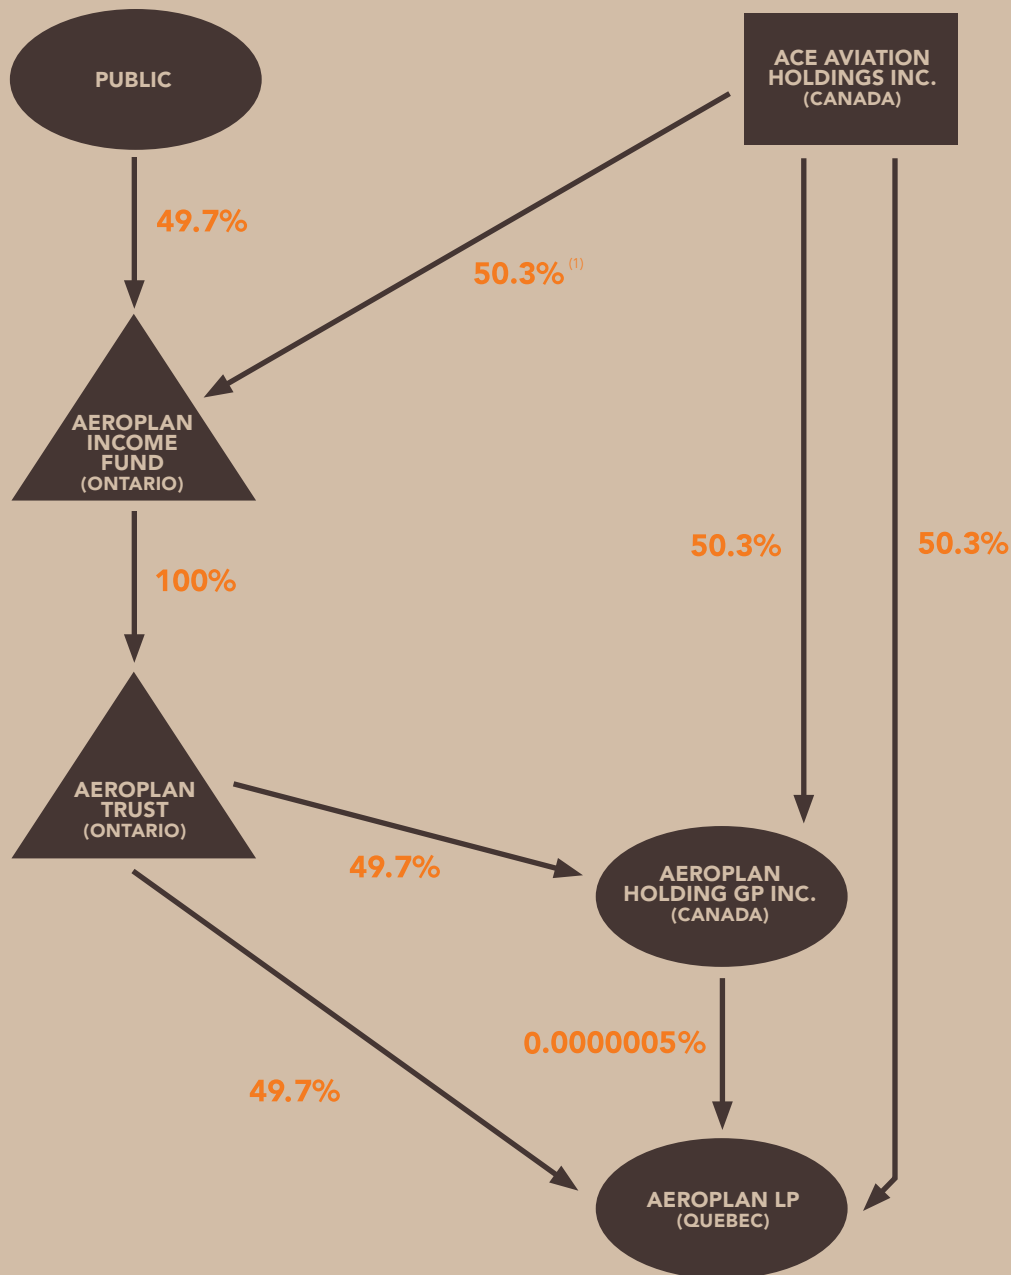 PUBLIC
ACE AVIATION
HOLDINGS INC.
(CANADA)
49.7%
50.3% (1)
AEROPLAN
INCOME
FUND
(ONTARIO)
50.3%
50.3%
100%
AEROPLAN
TRUST
(ONTARIO)
49.7%
AEROPLAN
HOLDING GP INC.
(CANADA)
0.0000005%
49.7%
AEROPLAN LP
(QUEBEC)